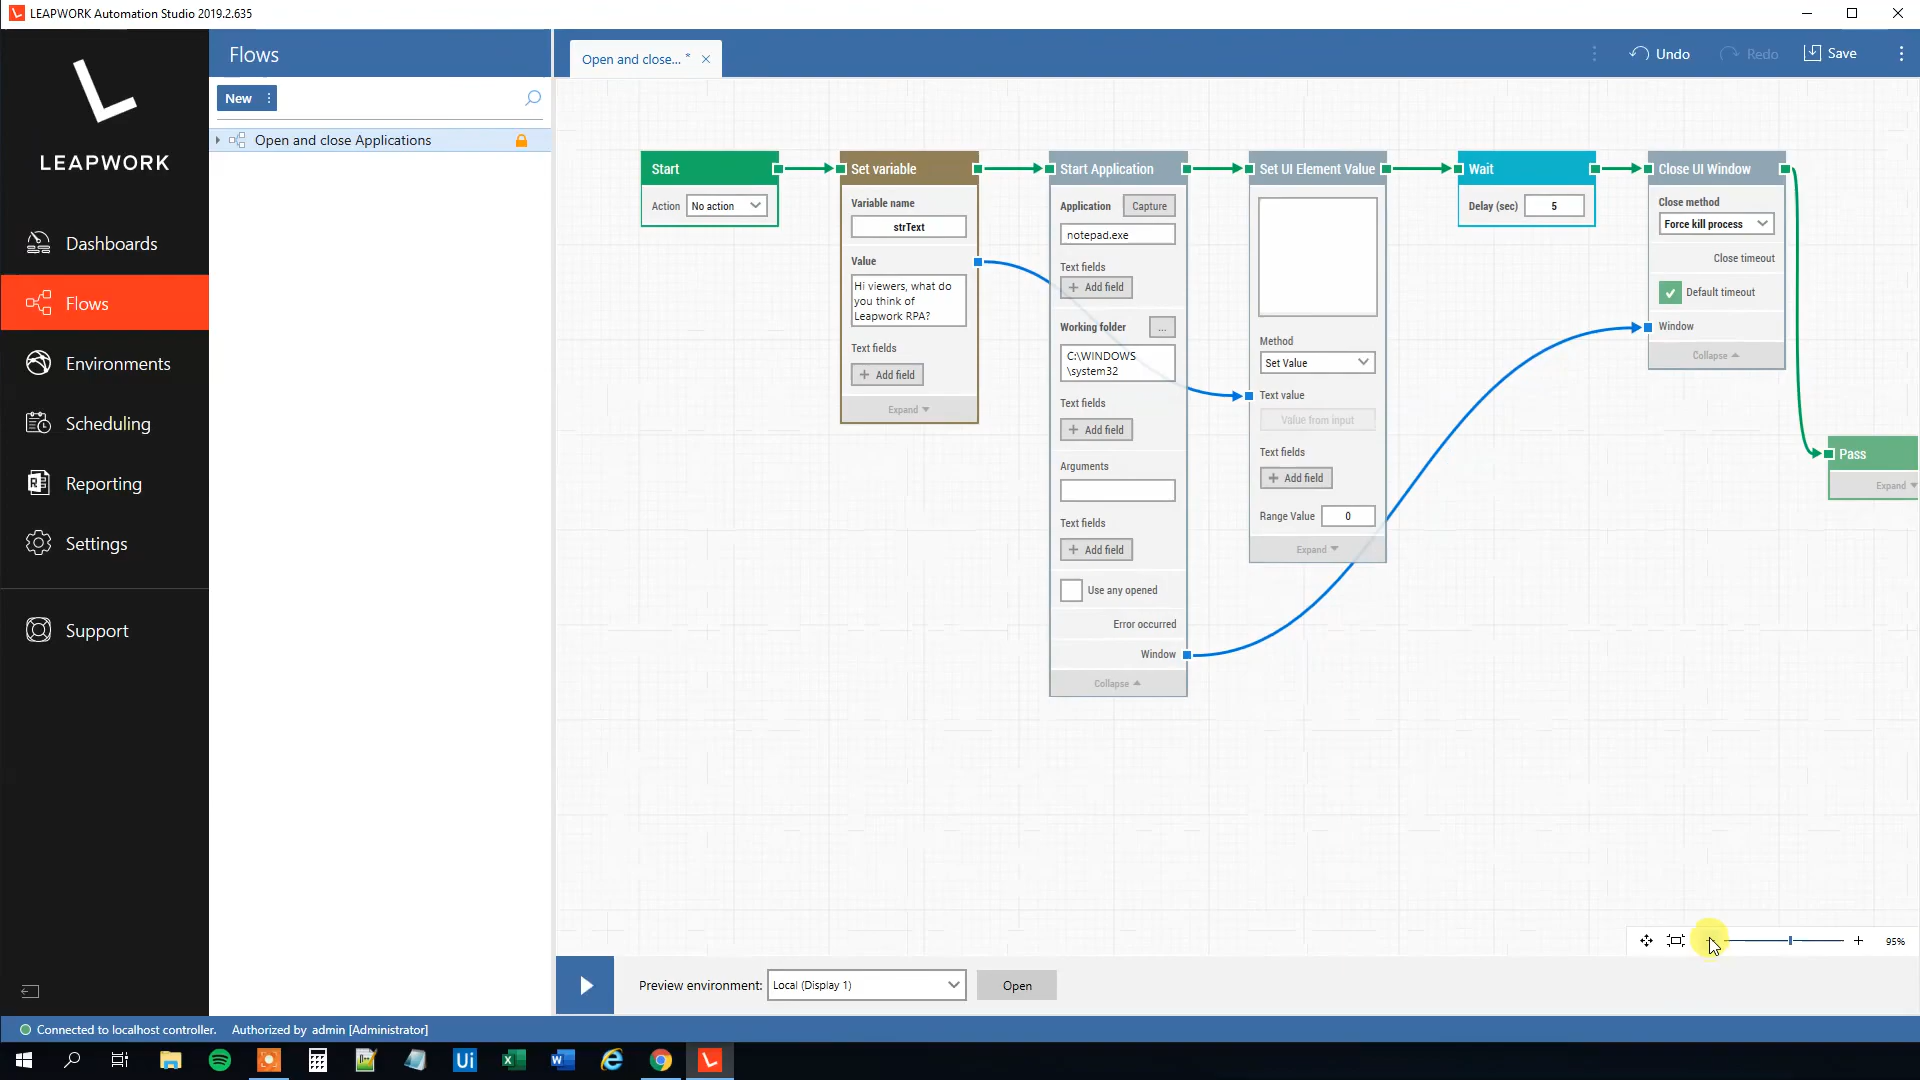 LEAPWORK Automation Studio 2019.2.635
LEAPWORK
Dashboards
Flows
Environments
Scheduling
Reporting
Settings
Support
Flows
New
Open and close Applications
Open and close... *
Undo
Redo
Save
Start
Action No action
Set variable
Variable name
strText
Value
Hi viewers, what do
you think of
Leapwork RPA?
Text fields
Add field
Expand
Start Application
Application Capture
notepad.exe
Text fields
Add field
Working folder ...
C:\WINDOWS
\system32
Text fields
Add field
Arguments
Text fields
Add field
Use any opened
Error occurred
Window
Collapse
Set UI Element Value
Method
Set Value
Text value
Value from input
Text fields
Add field
Range Value 0
Expand
Wait
Delay (sec) 5
Close UI Window
Close method
Force kill process
Close timeout
Default timeout
Window
Collapse
Pass
Expand
95%
Preview environment: Local (Display 1) Open
Connected to localhost controller. Authorized by admin [Administrator]
Ui